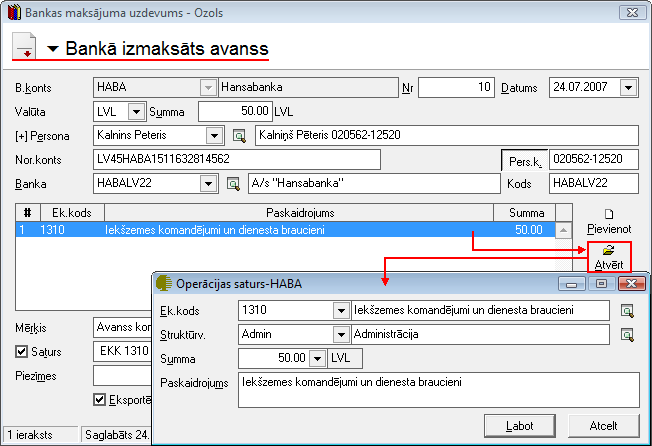 Bankas maksājuma uzdevums - Ozols
Bankā izmaksāts avanss
B.konts HABA Hansabanka Nr 10 Datums 24.07.2007
Valūta LVL Summa 50.00 LVL
[+] Persona Kalnins Peteris Kalniņš Pēteris 020562-12520
Nor.konts LV45HABA1511632814562 Pers.k. 020562-12520
Banka HABALV22 A/s "Hansabanka" Kods HABALV22
# Ek.kods Paskaidrojums Summa
1 1310 Iekšzemes komandējumi un dienesta braucieni 50.00
Pievienot
Atvērt
Operācijas saturs-HABA
Ek.kods 1310 Iekšzemes komandējumi un dienesta braucieni
Struktūrv. Admin Administrācija
Summa 50.00 LVL
Paskaidrojums Iekšzemes komandējumi un dienesta braucieni
Labot Atcelt
Mērķis Avanss kor
Saturs EKK 1310
Piezīmes
Eksportē
1 ieraksts Saglabāts 24.